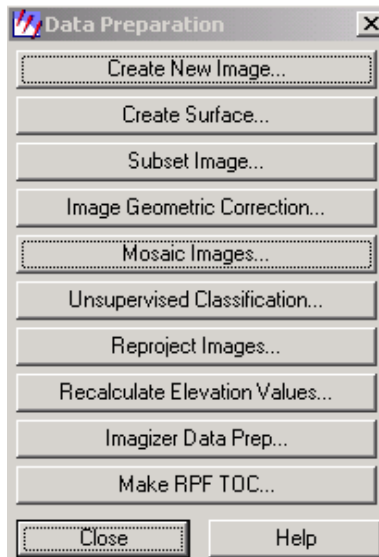 Data Preparation
Create New Image...
Create Surface...
Subset Image...
Image Geometric Correction...
Mosaic Images...
Unsupervised Classification...
Reproject Images...
Recalculate Elevation Values...
Imagizer Data Prep...
Make RPF TOC...
Close Help